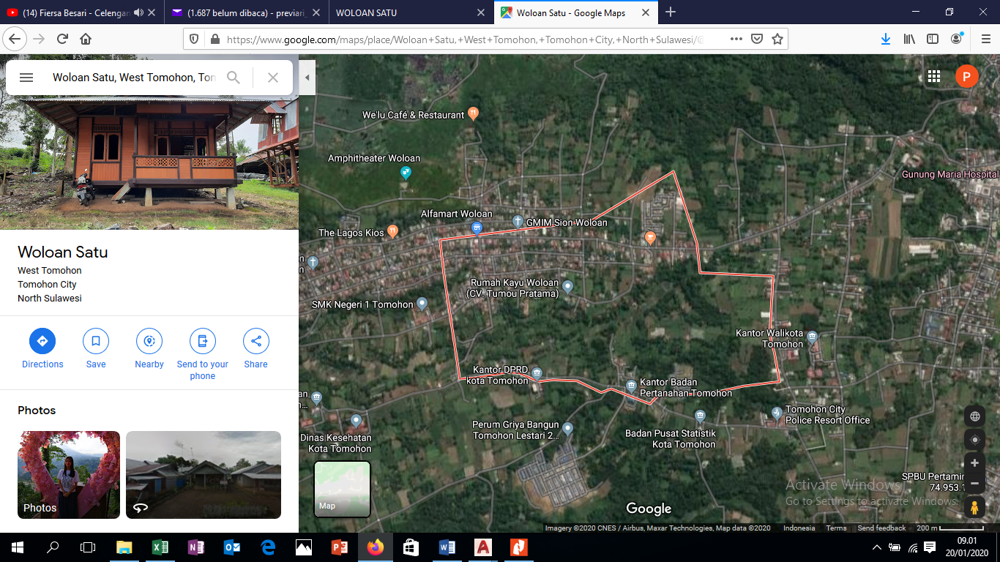 (14) Fiersa Besari - Celengan
(1.687 belum dibaca) - previari_
WOLOAN SATU
Woloan Satu - Google Maps
https://www.google.com/maps/place/Woloan+Satu,+West+Tomohon,+Tomohon+City,+North+Sulawesi/@
Woloan Satu, West Tomohon, Ton
P
We'lu Café & Restaurant
Amphitheater Woloan
Gunung Maria Hospital
Alfamart Woloan
GMIM Sion Woloan
The Lagos Kios
Rumah Kayu Woloan
(CV. Tumou Pratama)
SMK Negeri 1 Tomohon
Kantor Walikota
Tomohon
Kantor DPRD
kota Tomohon
Kantor Badan
Pertanahan Tomohon
Tomohon City
Police Resort Office
Perum Griya Bangun
Tomohon Lestari 2...
Badan Pusat Statistik
Kota Tomohon
Dinas Kesehatan
Kota Tomohon
SPBU Pertamin
74.953.1
Woloan Satu
West Tomohon
Tomohon City
North Sulawesi
Directions
Save
Nearby
Send to your
phone
Share
Photos
Photos
Map
Google
Activate Windows
Go to Settings to activate Windows.
Imagery ©2020 CNES / Airbus, Maxar Technologies, Map data ©2020
Indonesia
Terms
Send feedback
200 m
09.01
20/01/2020